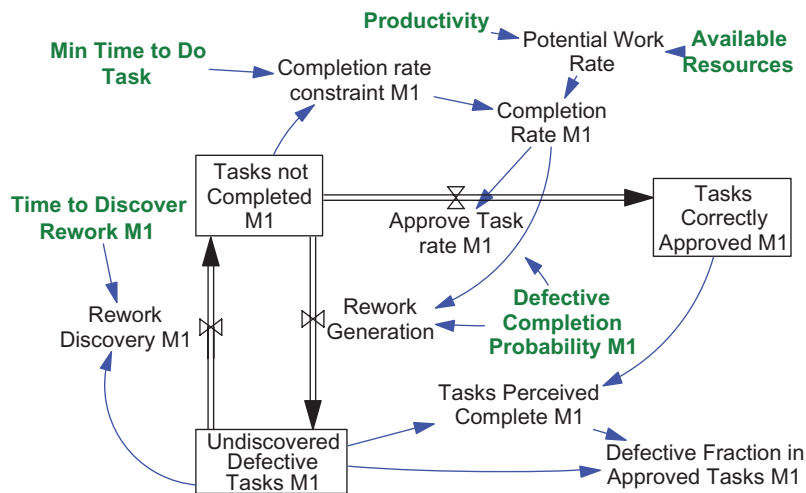 Productivity
Potential Work
Rate
Available
Resources
Min Time to Do
Task
Completion rate
constraint M1
Completion
Rate M1
Tasks not
Completed
M1
Approve Task
rate M1
Tasks
Correctly
Approved M1
Time to Discover
Rework M1
Rework
Discovery M1
Rework
Generation
Defective
Completion
Probability M1
Tasks Perceived
Complete M1
Undiscovered
Defective
Tasks M1
Defective Fraction in
Approved Tasks M1